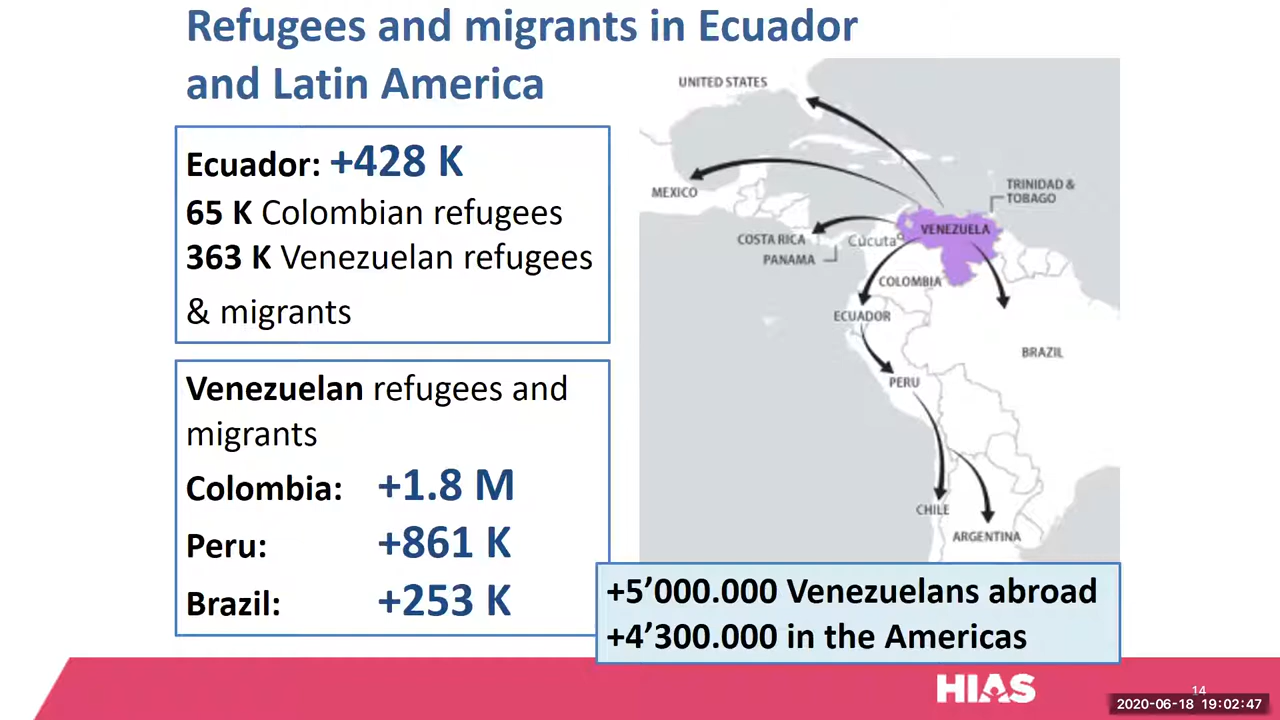 Refugees and migrants in Ecuador
and Latin America
Ecuador: +428 K
65 K Colombian refugees
363 K Venezuelan refugees
& migrants
Venezuelan refugees and
migrants
Colombia: +1.8 M
Peru: +861 K
Brazil: +253 K
UNITED STATES
MEXICO
TRINIDAD &
TOBAGO
VENEZUELA
COSTA RICA
Cúcuta
PANAMA
COLOMBIA
ECUADOR
BRAZIL
PERU
CHILE
ARGENTINA
+5’000.000 Venezuelans abroad
+4’300.000 in the Americas
HIAS
14
2020-06-18 19:02:47